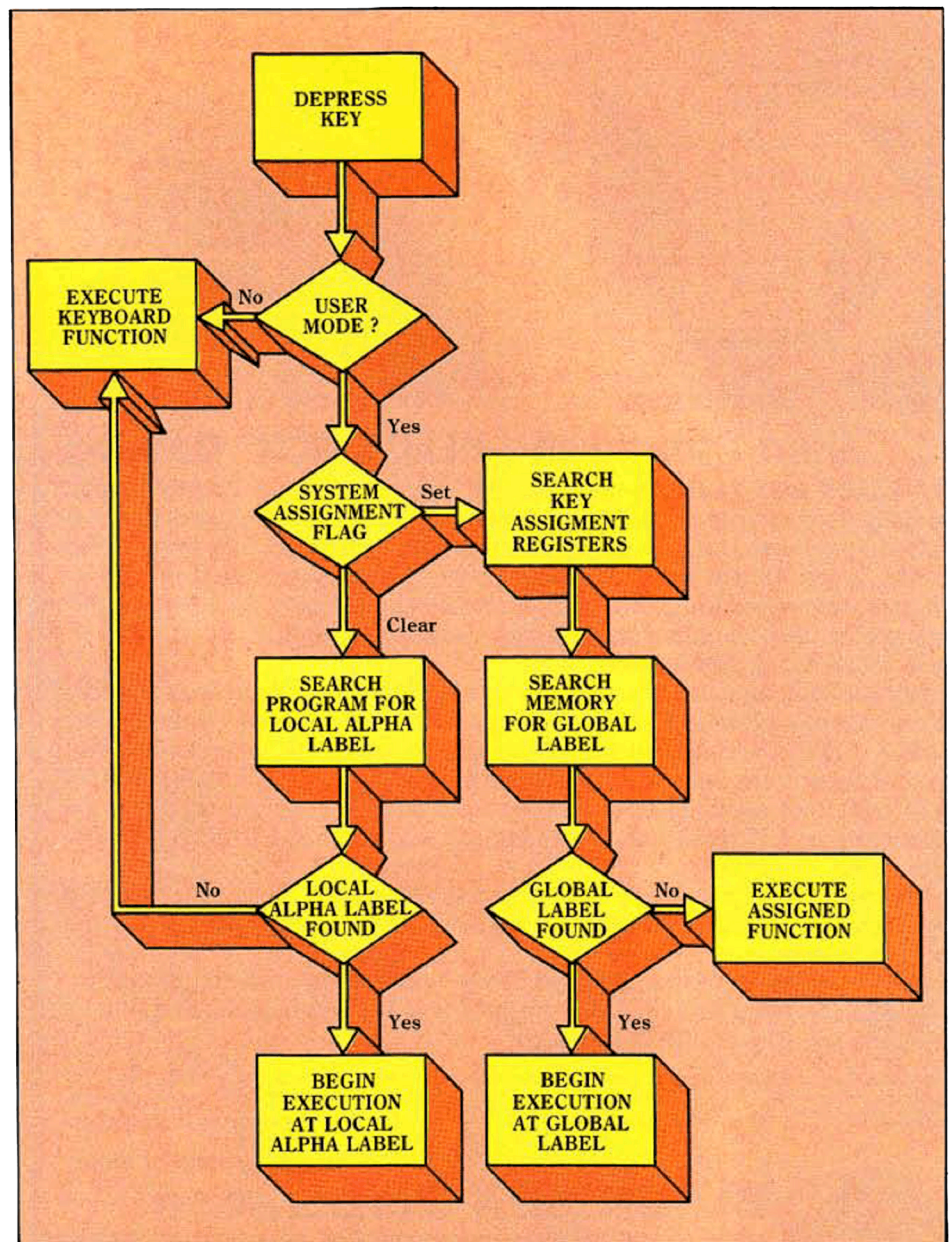 DEPRESS
KEY
EXECUTE
KEYBOARD
FUNCTION
No
USER
MODE ?
Yes
SYSTEM
ASSIGNMENT
FLAG
Set
SEARCH
KEY
ASSIGMENT
REGISTERS
Clear
SEARCH
PROGRAM FOR
LOCAL ALPHA
LABEL
SEARCH
MEMORY
FOR GLOBAL
LABEL
No
LOCAL
ALPHA LABEL
FOUND
GLOBAL
LABEL
FOUND
No
EXECUTE
ASSIGNED
FUNCTION
Yes
Yes
BEGIN
EXECUTION
AT LOCAL
ALPHA LABEL
BEGIN
EXECUTION
AT GLOBAL
LABEL